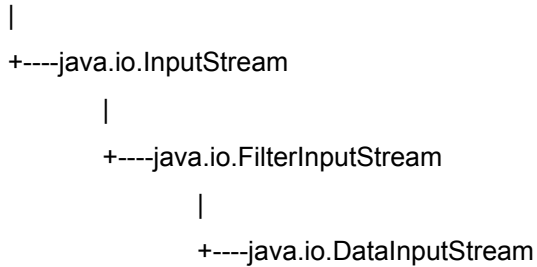 |
+----java.io.InputStream
|
+----java.io.FilterInputStream
|
+----java.io.DataInputStream